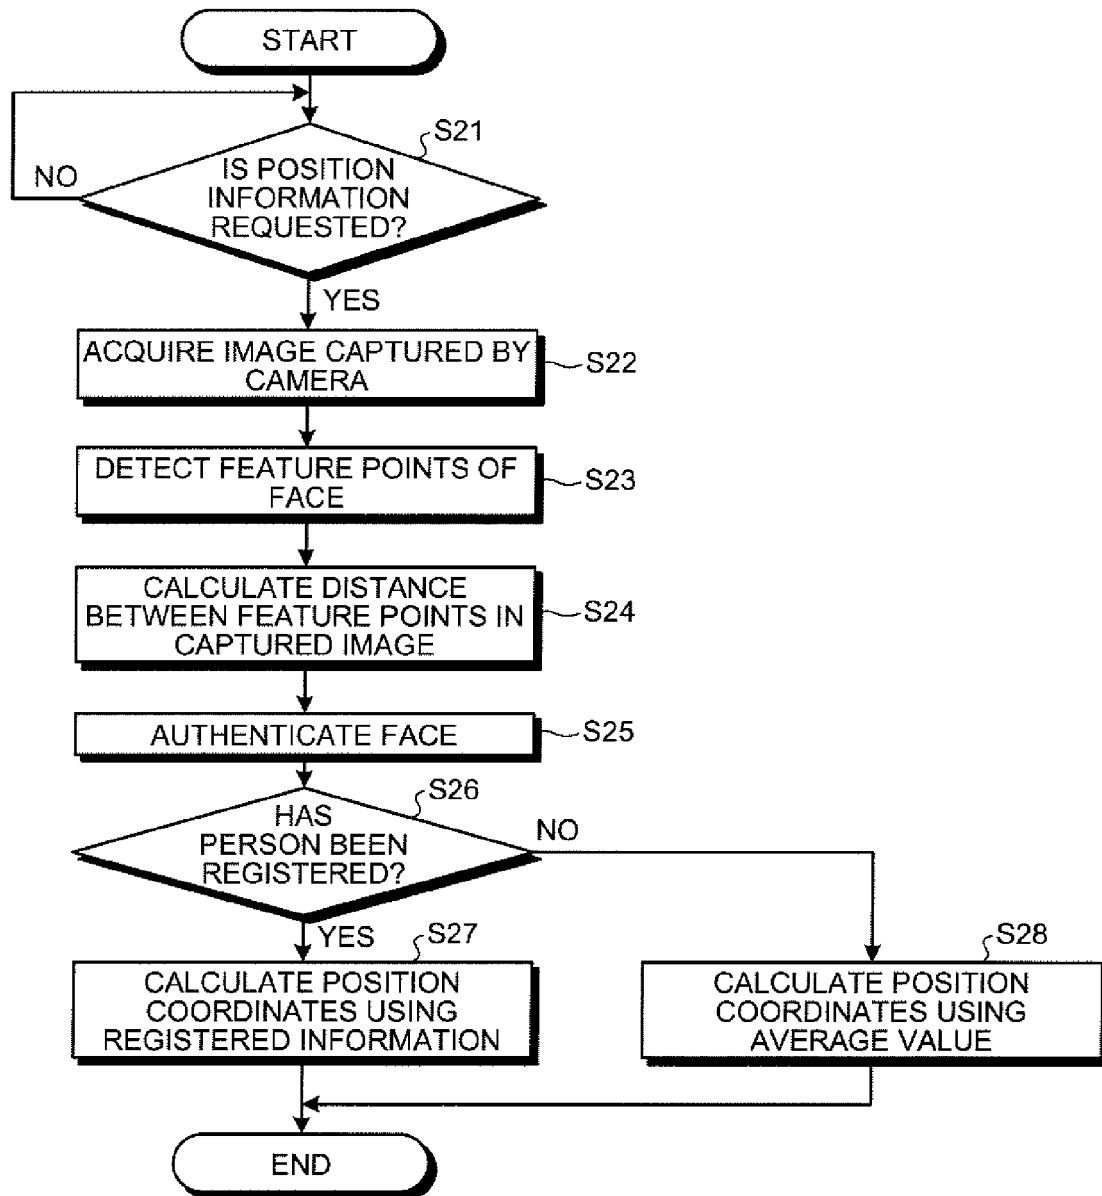 START
S21
IS POSITION
INFORMATION
REQUESTED?
NO
YES
ACQUIRE IMAGE CAPTURED BY
CAMERA
S22
DETECT FEATURE POINTS OF
FACE
S23
CALCULATE DISTANCE
BETWEEN FEATURE POINTS IN
CAPTURED IMAGE
S24
AUTHENTICATE FACE
S25
S26
HAS
PERSON BEEN
REGISTERED?
NO
YES
S27
CALCULATE POSITION
COORDINATES USING
REGISTERED INFORMATION
S28
CALCULATE POSITION
COORDINATES USING
AVERAGE VALUE
END